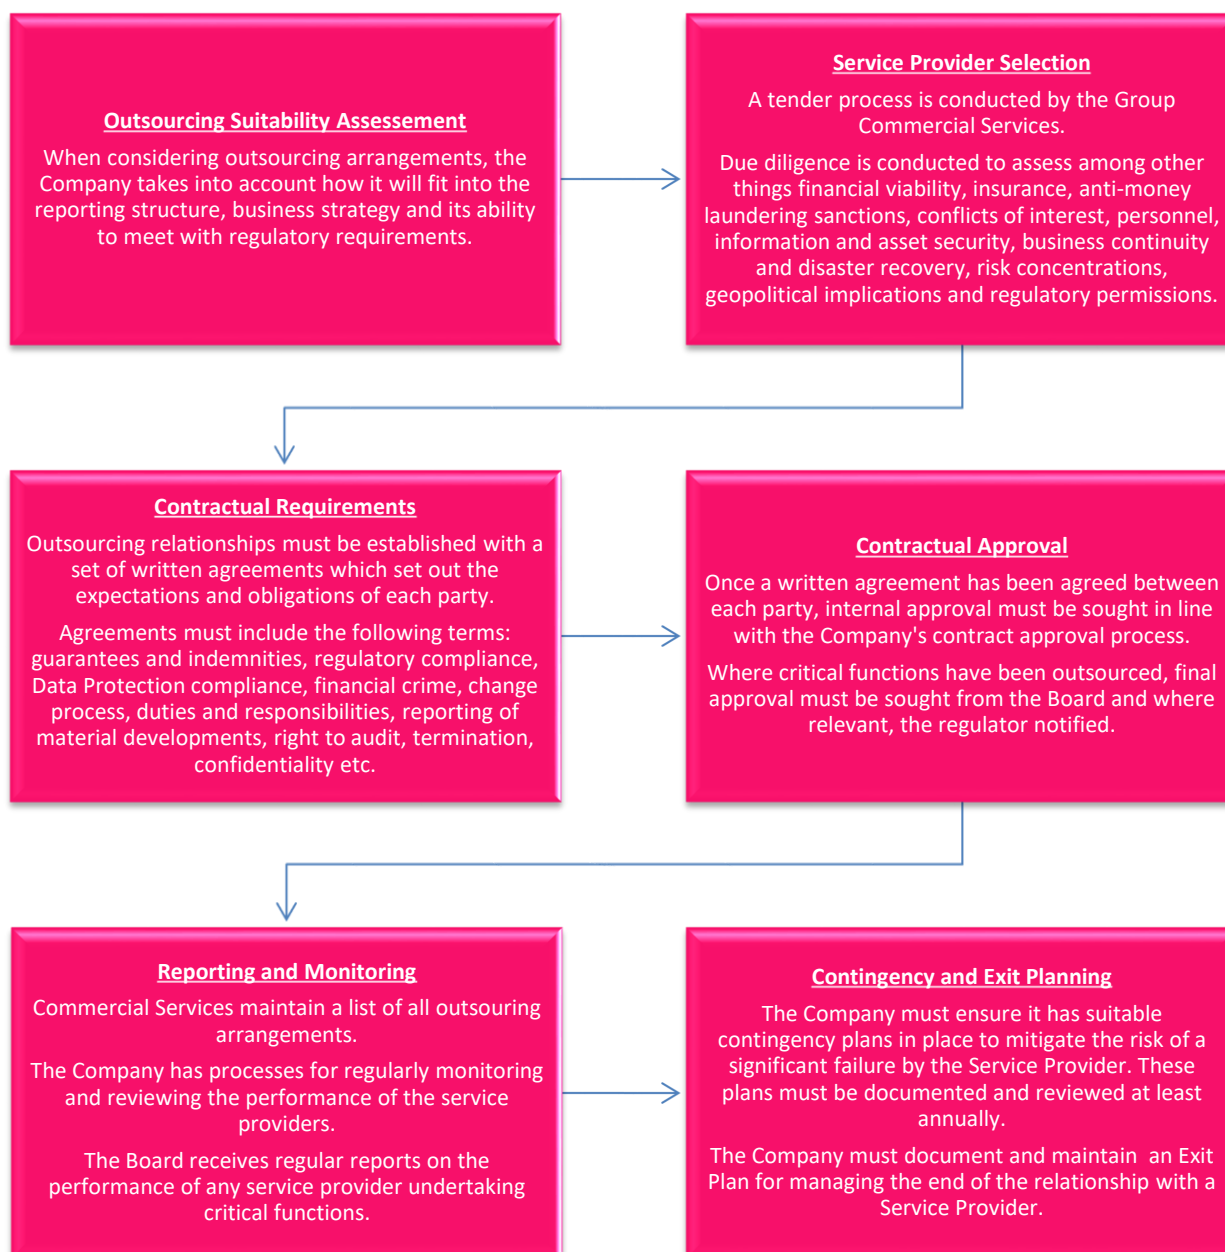 Outsourcing Suitability Assessement
When considering outsourcing arrangements, the
Company takes into account how it will fit into the
reporting structure, business strategy and its ability
to meet with regulatory requirements.
Service Provider Selection
A tender process is conducted by the Group
Commercial Services.
Due diligence is conducted to assess among other
things financial viability, insurance, anti-money
laundering sanctions, conflicts of interest, personnel,
information and asset security, business continuity
and disaster recovery, risk concentrations,
geopolitical implications and regulatory permissions.
Contractual Requirements
Outsourcing relationships must be established with a
set of written agreements which set out the
expectations and obligations of each party.
Agreements must include the following terms:
guarantees and indemnities, regulatory compliance,
Data Protection compliance, financial crime, change
process, duties and responsibilities, reporting of
material developments, right to audit, termination,
confidentiality etc.
Contractual Approval
Once a written agreement has been agreed between
each party, internal approval must be sought in line
with the Company's contract approval process.
Where critical functions have been outsourced, final
approval must be sought from the Board and where
relevant, the regulator notified.
Reporting and Monitoring
Commercial Services maintain a list of all outsouring
arrangements.
The Company has processes for regularly monitoring
and reviewing the performance of the service
providers.
The Board receives regular reports on the
performance of any service provider undertaking
critical functions.
Contingency and Exit Planning
The Company must ensure it has suitable
contingency plans in place to mitigate the risk of a
significant failure by the Service Provider. These
plans must be documented and reviewed at least
annually.
The Company must document and maintain an Exit
Plan for managing the end of the relationship with a
Service Provider.